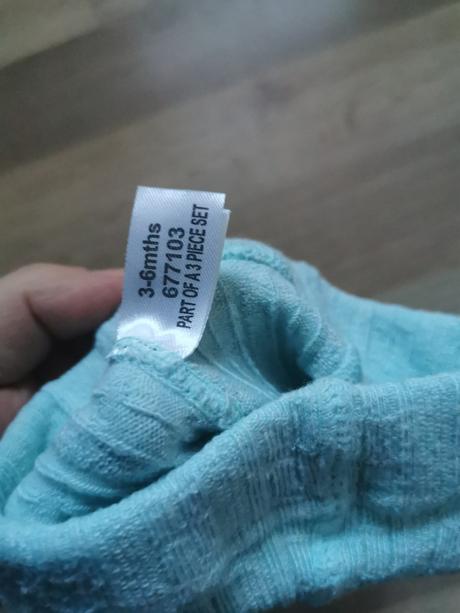 3-6mths
677103
PART OF A 3 PIECE SET